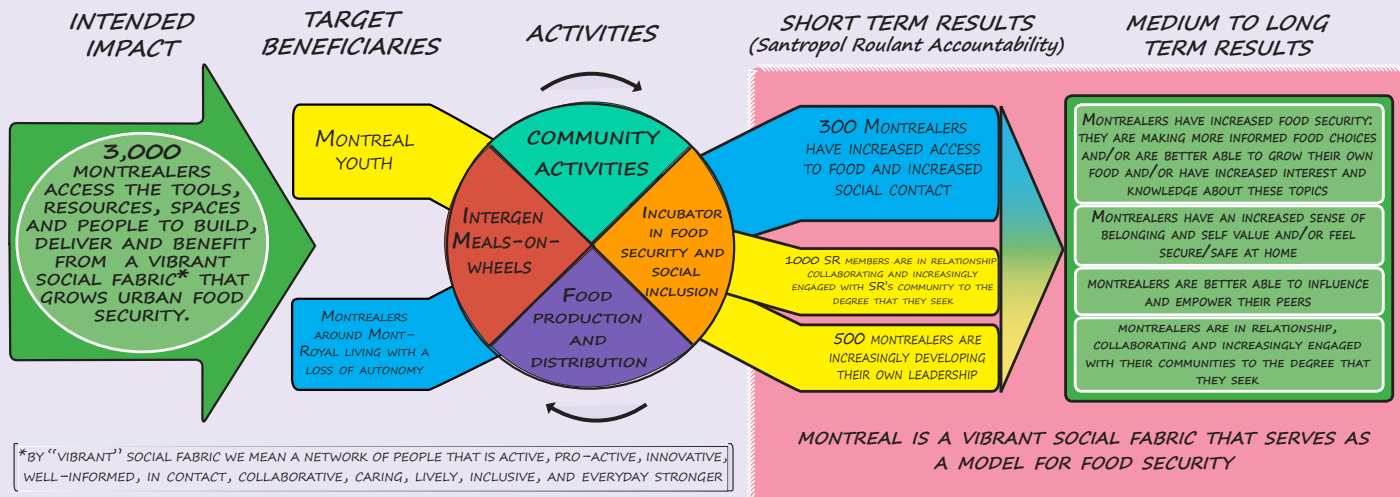 INTENDED
IMPACT
TARGET
BENEFICIARIES
ACTIVITIES
SHORT TERM RESULTS
(Santropol Roulant Accountability)
MEDIUM TO LONG
TERM RESULTS
3,000
MONTREALERS
ACCESS THE TOOLS,
RESOURCES, SPACES
AND PEOPLE TO BUILD,
DELIVER AND BENEFIT
FROM A VIBRANT
SOCIAL FABRIC* THAT
GROWS URBAN FOOD
SECURITY.
MONTREAL
YOUTH
MONTREALERS
AROUND MONT-
ROYAL LIVING WITH A
LOSS OF AUTONOMY
COMMUNITY
ACTIVITIES
INTERGEN
MEALS-ON-
WHEELS
INCUBATOR
IN FOOD
SECURITY AND
SOCIAL
INCLUSION
FOOD
PRODUCTION
AND
DISTRIBUTION
300 MONTREALERS
HAVE INCREASED ACCESS
TO FOOD AND INCREASED
SOCIAL CONTACT
1000 SR MEMBERS ARE IN RELATIONSHIP
COLLABORATING AND INCREASINGLY
ENGAGED WITH SR'S COMMUNITY TO THE
DEGREE THAT THEY SEEK
500 MONTREALERS ARE
INCREASINGLY DEVELOPING
THEIR OWN LEADERSHIP
MONTREALERS HAVE INCREASED FOOD SECURITY:
THEY ARE MAKING MORE INFORMED FOOD CHOICES
AND/OR ARE BETTER ABLE TO GROW THEIR OWN
FOOD AND/OR HAVE INCREASED INTEREST AND
KNOWLEDGE ABOUT THESE TOPICS
MONTREALERS HAVE AN INCREASED SENSE OF
BELONGING AND SELF VALUE AND/OR FEEL
SECURE/SAFE AT HOME
MONTREALERS ARE BETTER ABLE TO INFLUENCE
AND EMPOWER THEIR PEERS
MONTREALERS ARE IN RELATIONSHIP,
COLLABORATING AND INCREASINGLY ENGAGED
WITH THEIR COMMUNITIES TO THE DEGREE THAT
THEY SEEK
MONTREAL IS A VIBRANT SOCIAL FABRIC THAT SERVES AS
A MODEL FOR FOOD SECURITY
*BY "VIBRANT" SOCIAL FABRIC WE MEAN A NETWORK OF PEOPLE THAT IS ACTIVE, PRO-ACTIVE, INNOVATIVE,
WELL-INFORMED, IN CONTACT, COLLABORATIVE, CARING, LIVELY, INCLUSIVE, AND EVERYDAY STRONGER